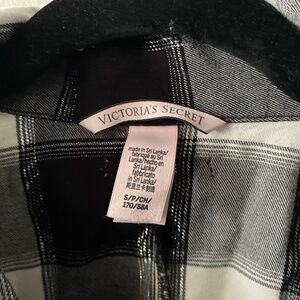 VICTORIA'S SECRET
made in Sri Lanka/
fabriqué au Sri
Lanka/hecho en
Sri Lanka/
fabricado en
Sri Lanka/
斯里兰卡制造
S/P/CH/
170/88A